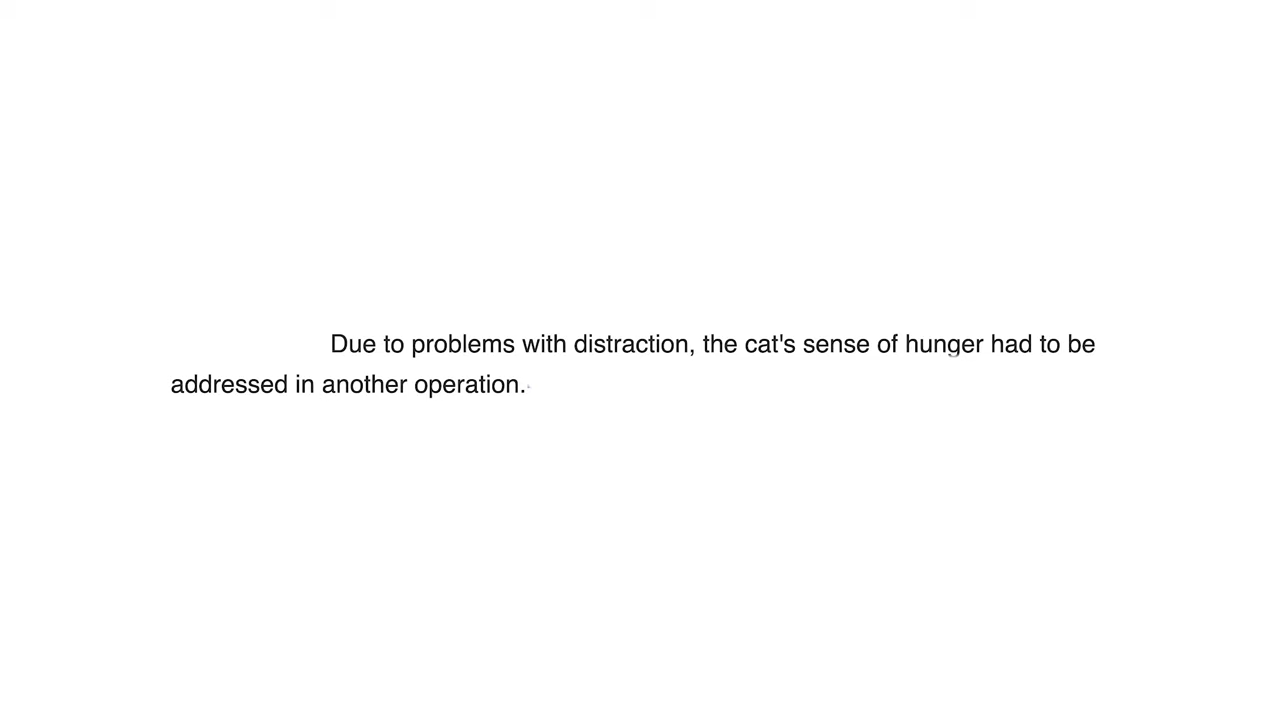 Due to problems with distraction, the cat's sense of hunger had to be
addressed in another operation.